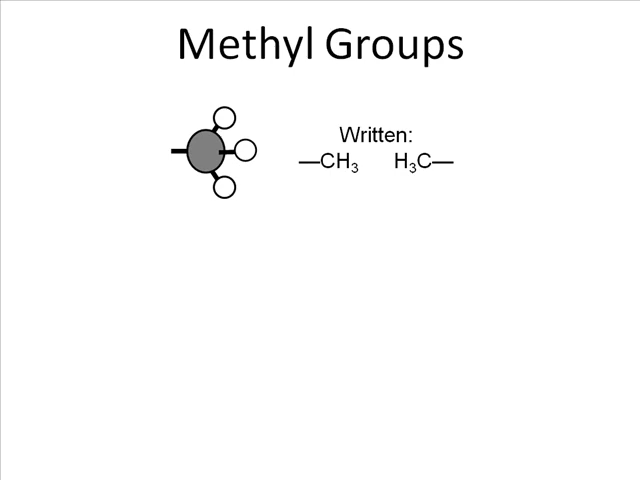 Methyl Groups
Written:
—CH₃ H₃C—